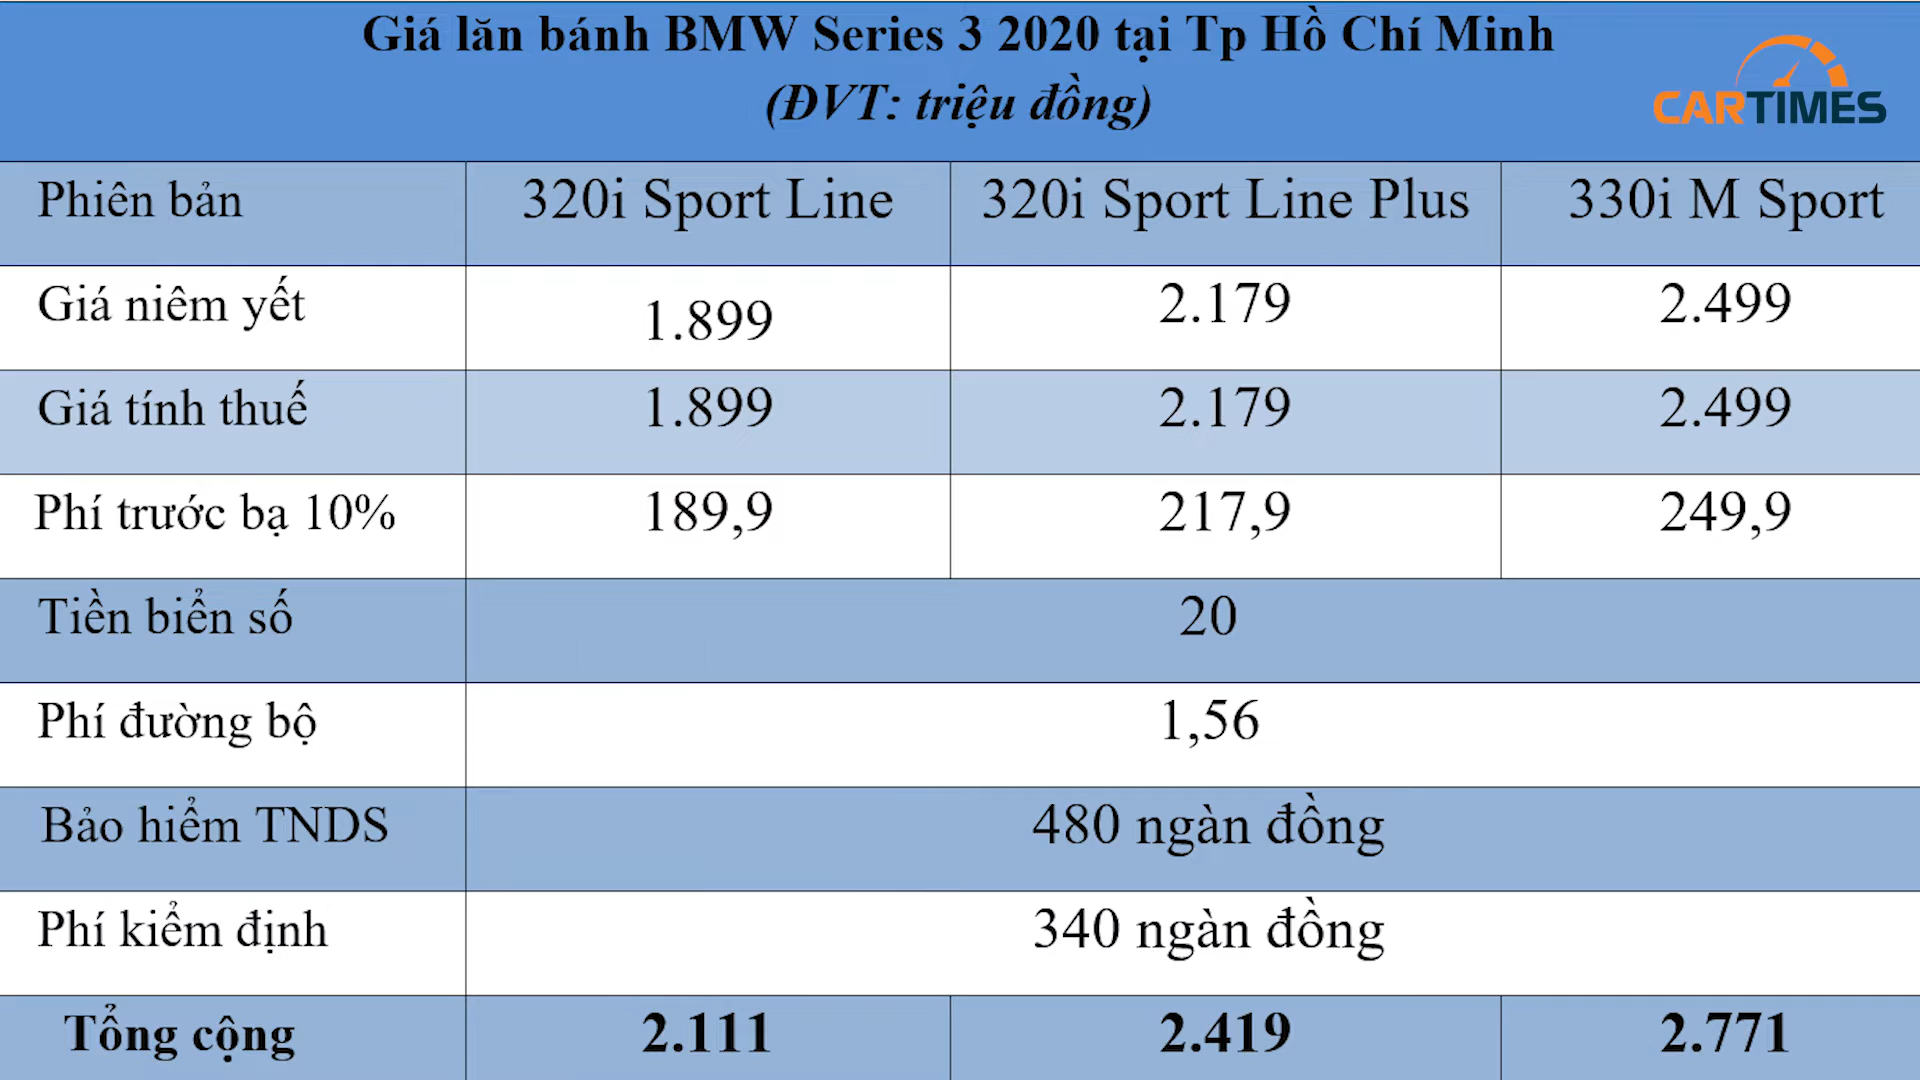 Giá lăn bánh BMW Series 3 2020 tại Tp Hồ Chí Minh
(ĐVT: triệu đồng)
CARTIMES
Phiên bản 320i Sport Line 320i Sport Line Plus 330i M Sport
Giá niêm yết 1.899 2.179 2.499
Giá tính thuế 1.899 2.179 2.499
Phí trước bạ 10% 189,9 217,9 249,9
Tiền biển số 20
Phí đường bộ 1,56
Bảo hiểm TNDS 480 ngàn đồng
Phí kiểm định 340 ngàn đồng
Tổng cộng 2.111 2.419 2.771